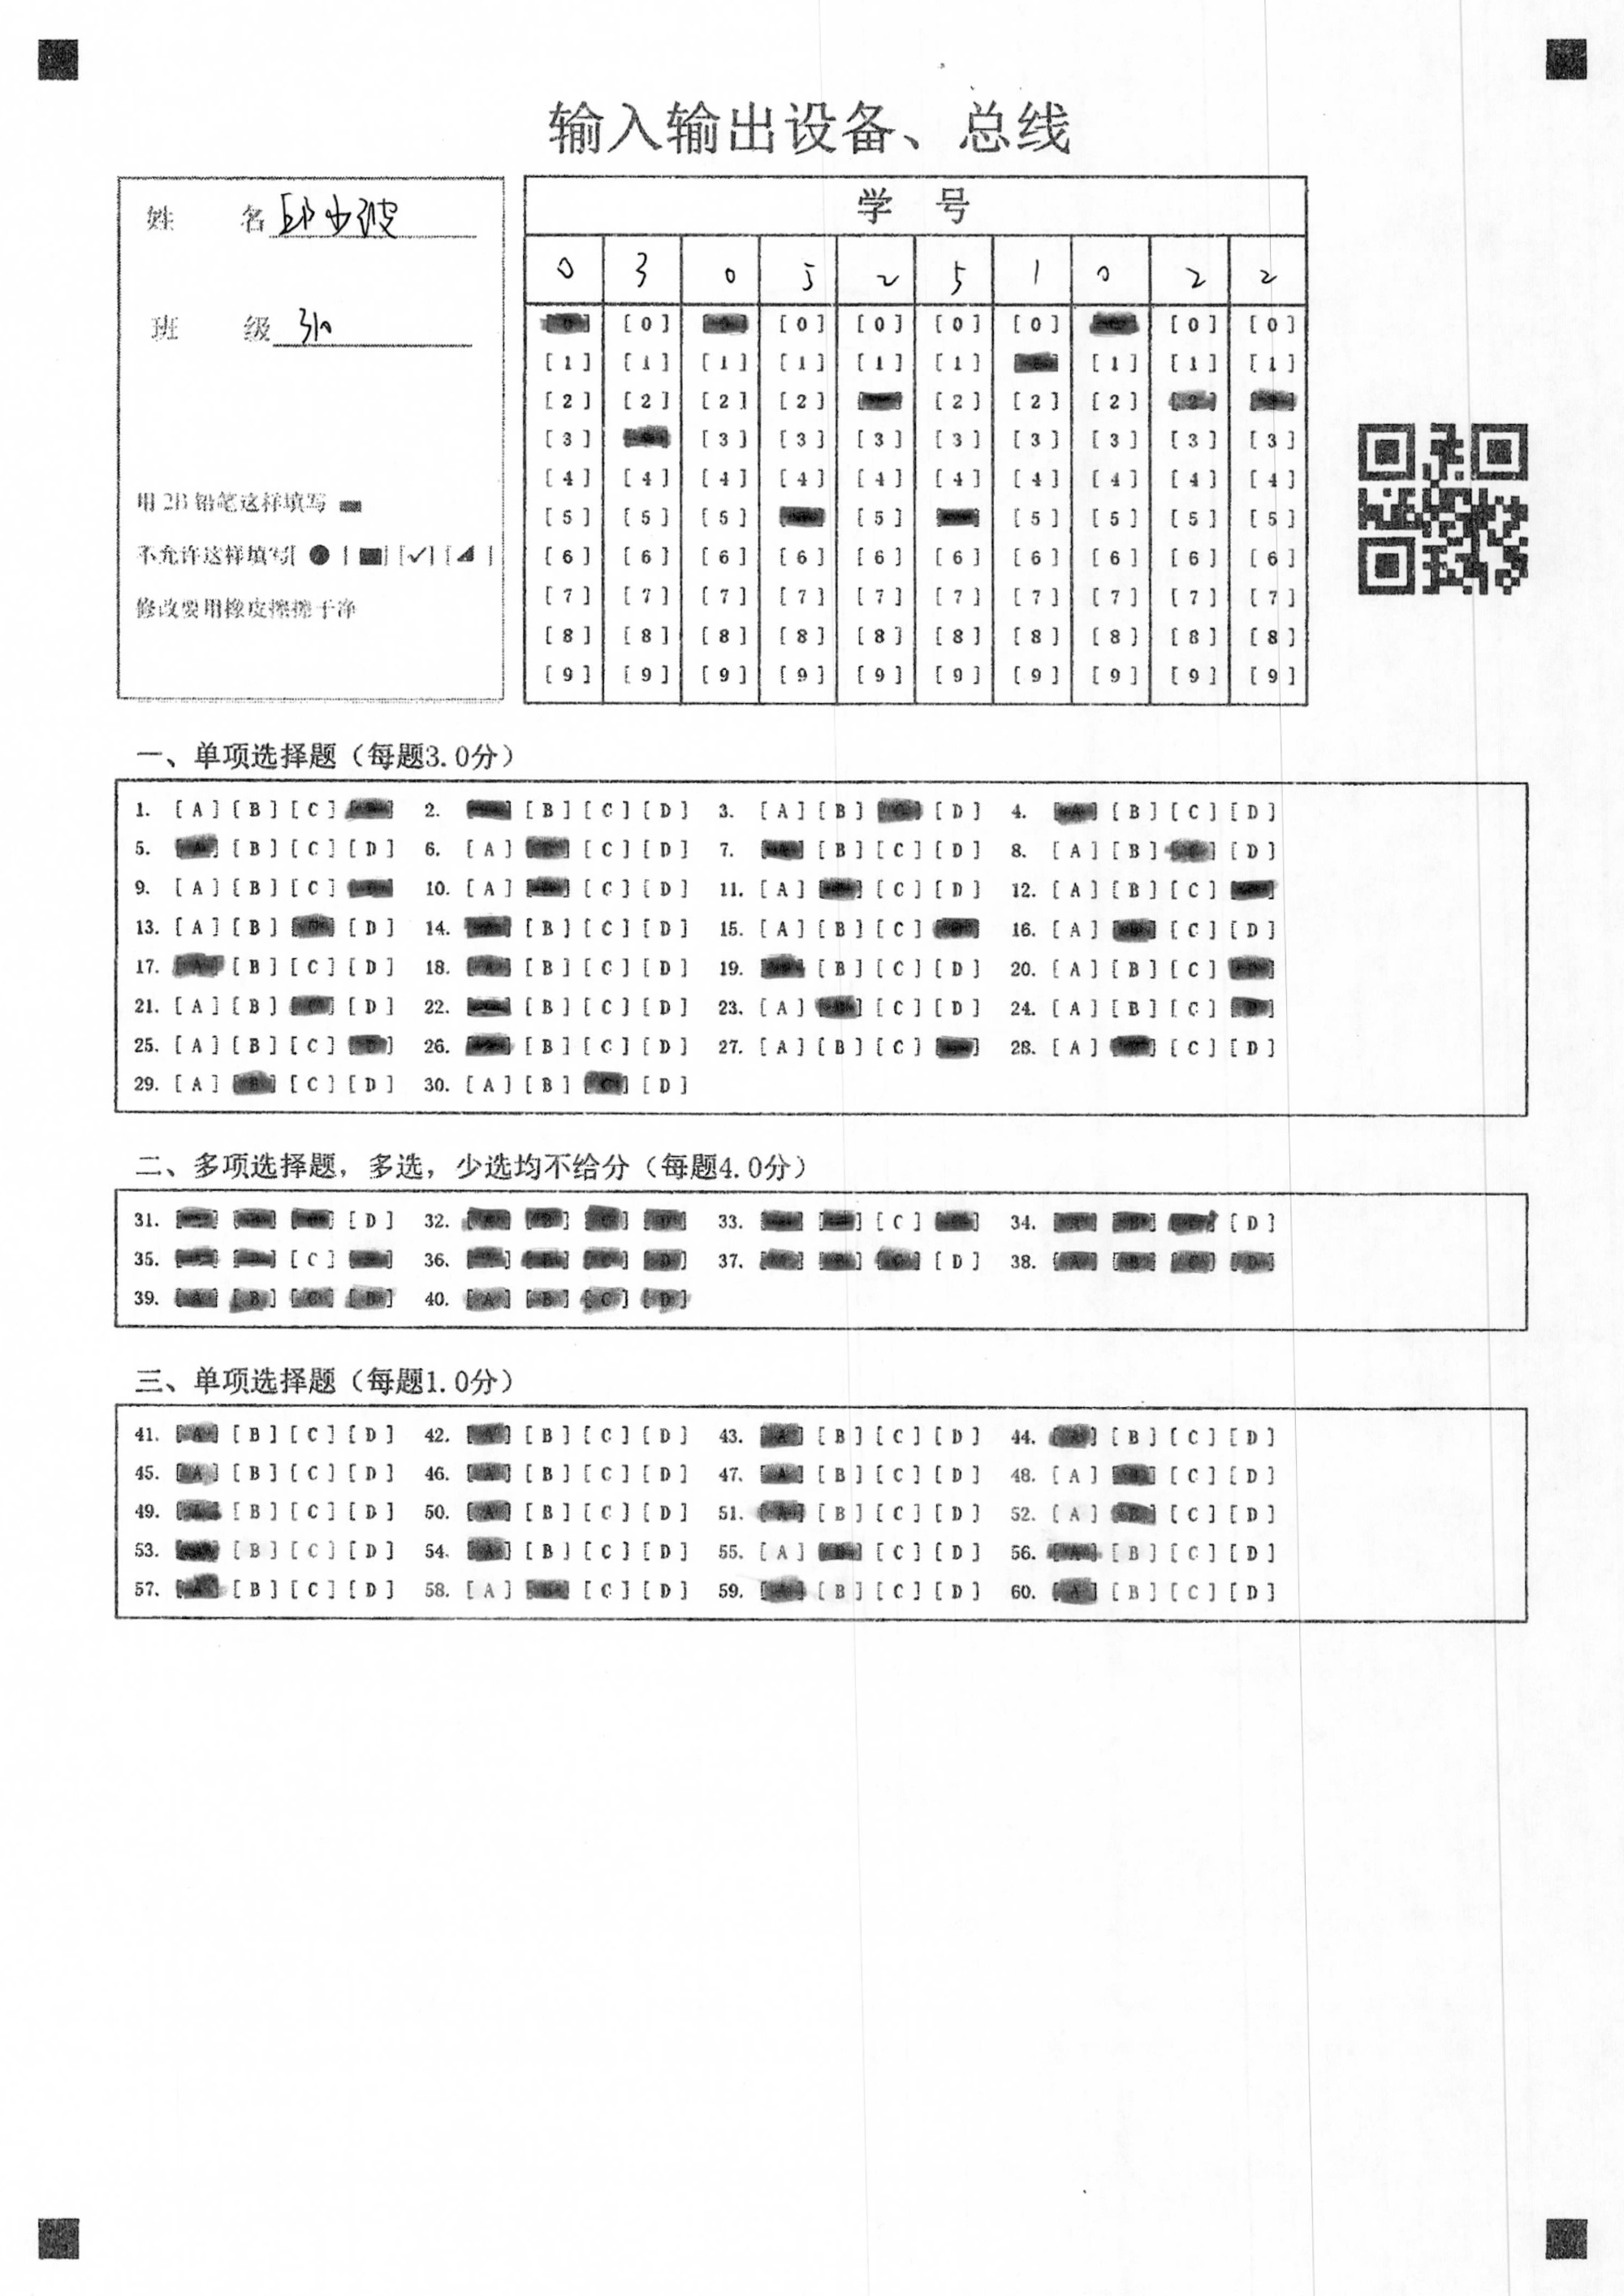 输入输出设备、总线
姓 名
班 级 310
用2B铅笔这样填写
不允许这样填写[ ● ] [■] [✓] [◢ ]
修改要用橡皮擦擦干净
学 号
0 3 0 5 2 5 1 0 2 2
[0] [0] [0] [0] [0] [0] [0]
[1] [1] [1] [1] [1] [1] [1] [1] [1]
[2] [2] [2] [2] [2] [2] [2]
[3] [3] [3] [3] [3] [3] [3] [3] [3]
[4] [4] [4] [4] [4] [4] [4] [4] [4] [4]
[5] [5] [5] [5] [5] [5] [5] [5]
[6] [6] [6] [6] [6] [6] [6] [6] [6] [6]
[7] [7] [7] [7] [7] [7] [7] [7] [7] [7]
[8] [8] [8] [8] [8] [8] [8] [8] [8] [8]
[9] [9] [9] [9] [9] [9] [9] [9] [9] [9]
一、单项选择题（每题3.0分）
1. [A] [B] [C] 2. [B] [C] [D] 3. [A] [B] [D] 4. [B] [C] [D]
5. [B] [C] [D] 6. [A] [C] [D] 7. [B] [C] [D] 8. [A] [B] [D]
9. [A] [B] [C] 10. [A] [C] [D] 11. [A] [C] [D] 12. [A] [B] [C]
13. [A] [B] [D] 14. [B] [C] [D] 15. [A] [B] [C] 16. [A] [C] [D]
17. [B] [C] [D] 18. [B] [C] [D] 19. [B] [C] [D] 20. [A] [B] [C]
21. [A] [B] [D] 22. [B] [C] [D] 23. [A] [C] [D] 24. [A] [B] [C]
25. [A] [B] [C] 26. [B] [C] [D] 27. [A] [B] [C] 28. [A] [C] [D]
29. [A] [C] [D] 30. [A] [B] [D]
二、多项选择题，多选，少选均不给分（每题4.0分）
31. [D] 32. 33. [C] 34. [D]
35. [C] 36. 37. [D] 38. [A] [B] [C] [D]
39. [A] [B] [C] [D] 40. [A] [B] [C] [D]
三、单项选择题（每题1.0分）
41. [A] [B] [C] [D] 42. [A] [B] [C] [D] 43. [A] [B] [C] [D] 44. [A] [B] [C] [D]
45. [A] [B] [C] [D] 46. [A] [B] [C] [D] 47. [A] [B] [C] [D] 48. [A] [B] [C] [D]
49. [A] [B] [C] [D] 50. [A] [B] [C] [D] 51. [A] [B] [C] [D] 52. [A] [B] [C] [D]
53. [B] [C] [D] 54. [A] [B] [C] [D] 55. [A] [B] [C] [D] 56. [A] [B] [C] [D]
57. [A] [B] [C] [D] 58. [A] [C] [D] 59. [A] [B] [C] [D] 60. [A] [B] [C] [D]